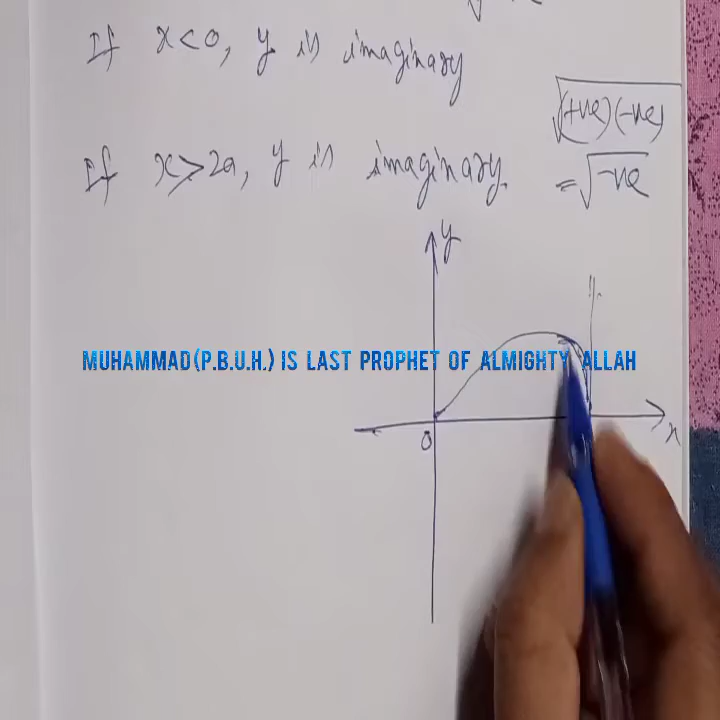 If x<0, y is imaginary
√(+ve)(-ve)
If x>2a, y is imaginary.
=√-ve
y
MUHAMMAD(P.B.U.H.) IS LAST PROPHET OF ALMIGHTY ALLAH
0
x